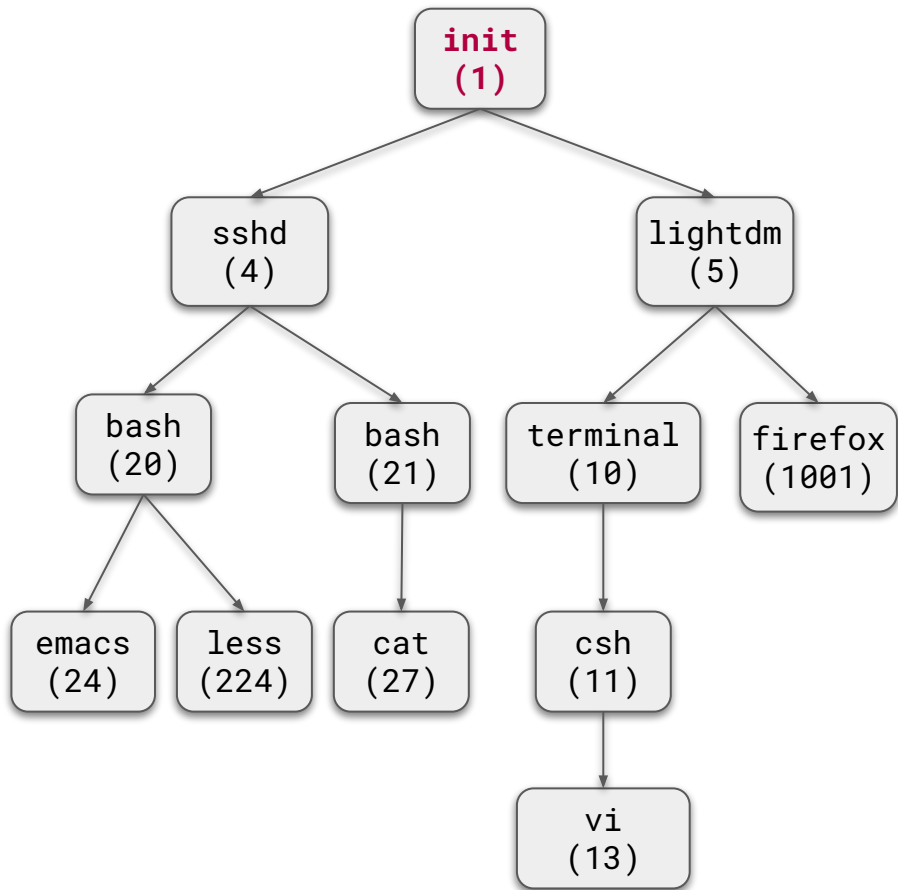 init
(1)
sshd
(4)
lightdm
(5)
bash
(20)
bash
(21)
terminal
(10)
firefox
(1001)
emacs
(24)
less
(224)
cat
(27)
csh
(11)
vi
(13)